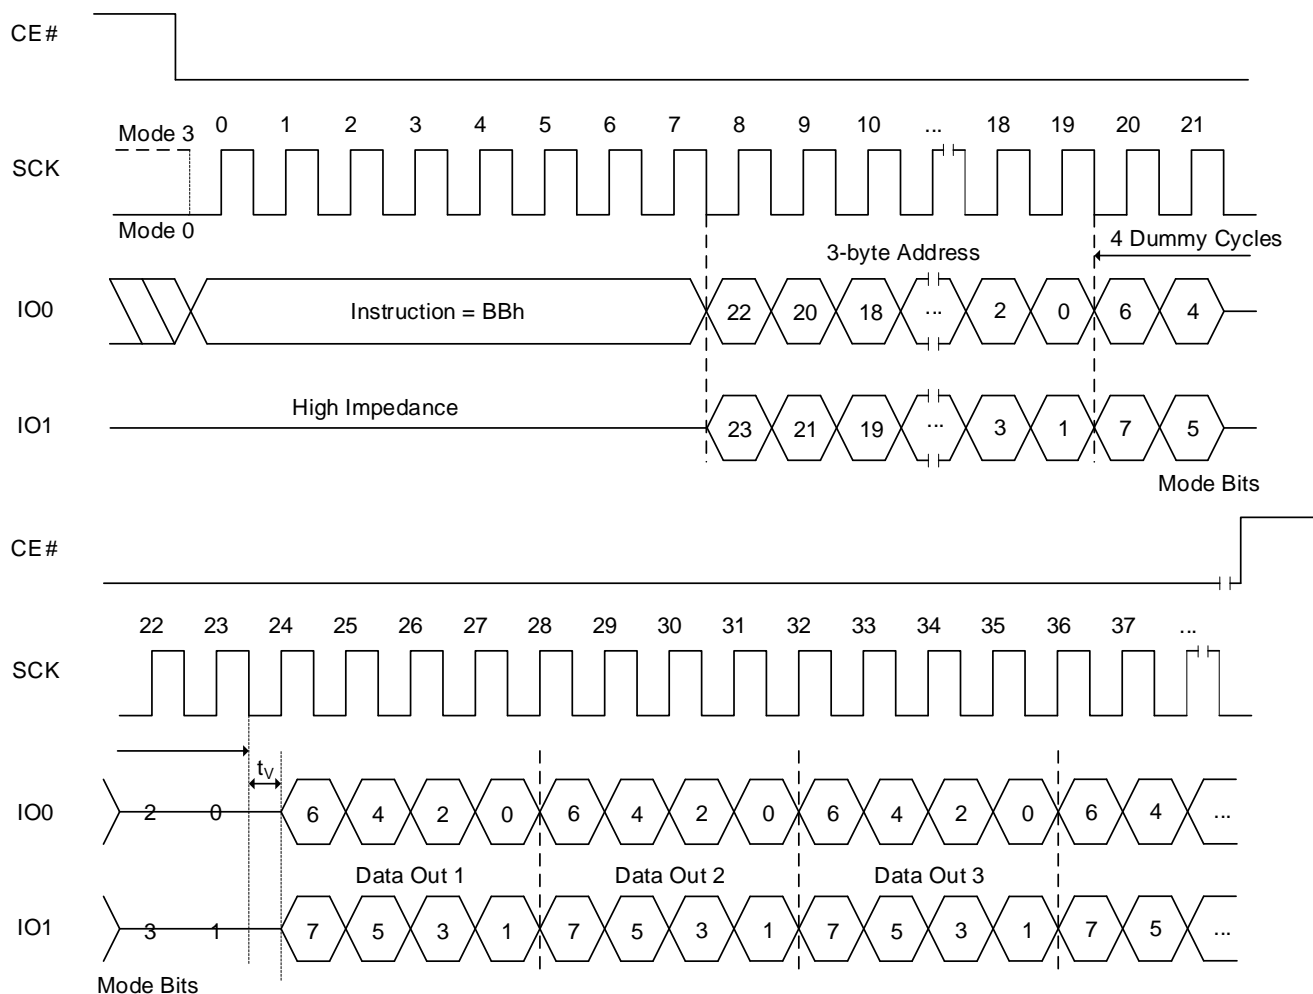 CE#
Mode 3 0 1 2 3 4 5 6 7 8 9 10 ... 18 19 20 21
SCK
Mode 0
3-byte Address 4 Dummy Cycles
IO0 Instruction = BBh 22 20 18 ... 2 0 6 4
High Impedance
IO1 23 21 19 ... 3 1 7 5
Mode Bits
CE#
22 23 24 25 26 27 28 29 30 31 32 33 34 35 36 37 ...
SCK
tV
IO0 2 0 6 4 2 0 6 4 2 0 6 4 2 0 6 4 ...
Data Out 1 Data Out 2 Data Out 3
IO1 3 1 7 5 3 1 7 5 3 1 7 5 3 1 7 5 ...
Mode Bits